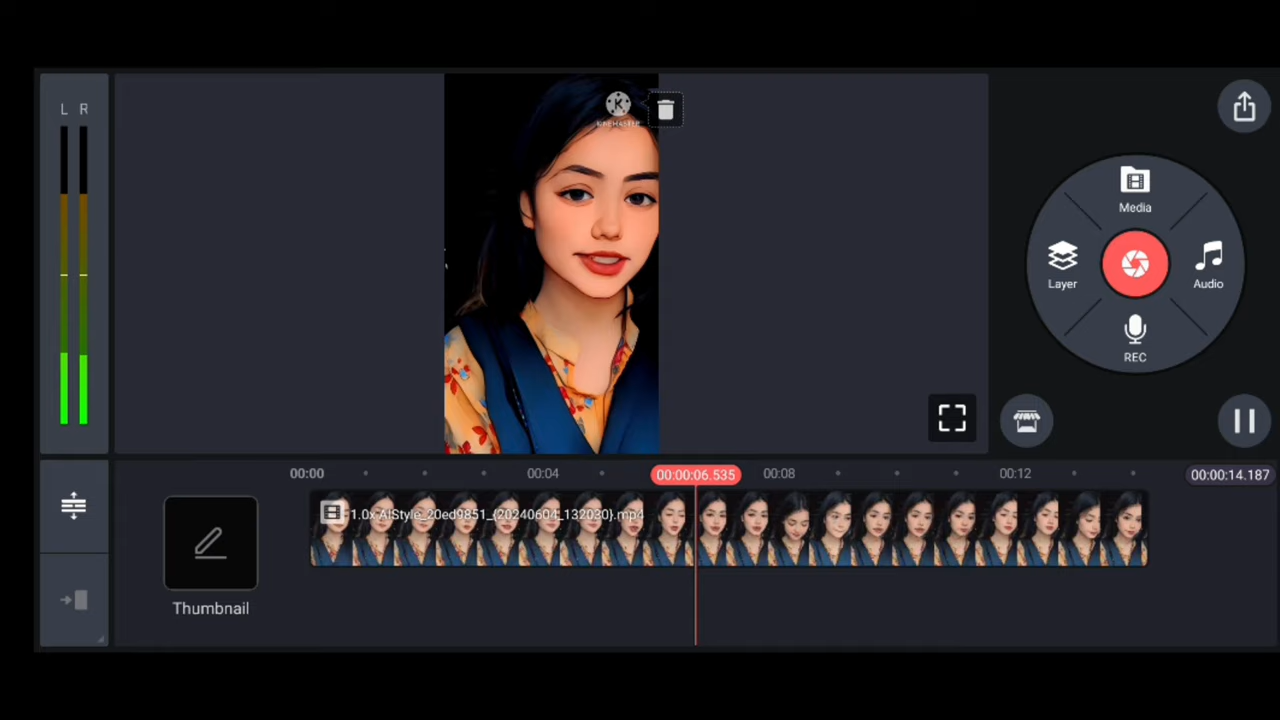 L R
KINEMASTER
Media
Layer
Audio
REC
00:00
00:04
00:00:06.535
00:08
00:12
00:00:14.187
1.0x AIStyle_20ed9851_{20240604_132030}.mp4
Thumbnail